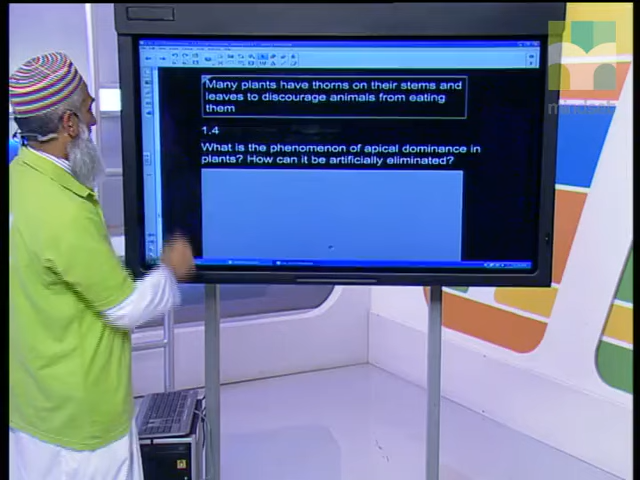 Many plants have thorns on their stems and
leaves to discourage animals from eating
them
1.4
What is the phenomenon of apical dominance in
plants? How can it be artificially eliminated?
mindset